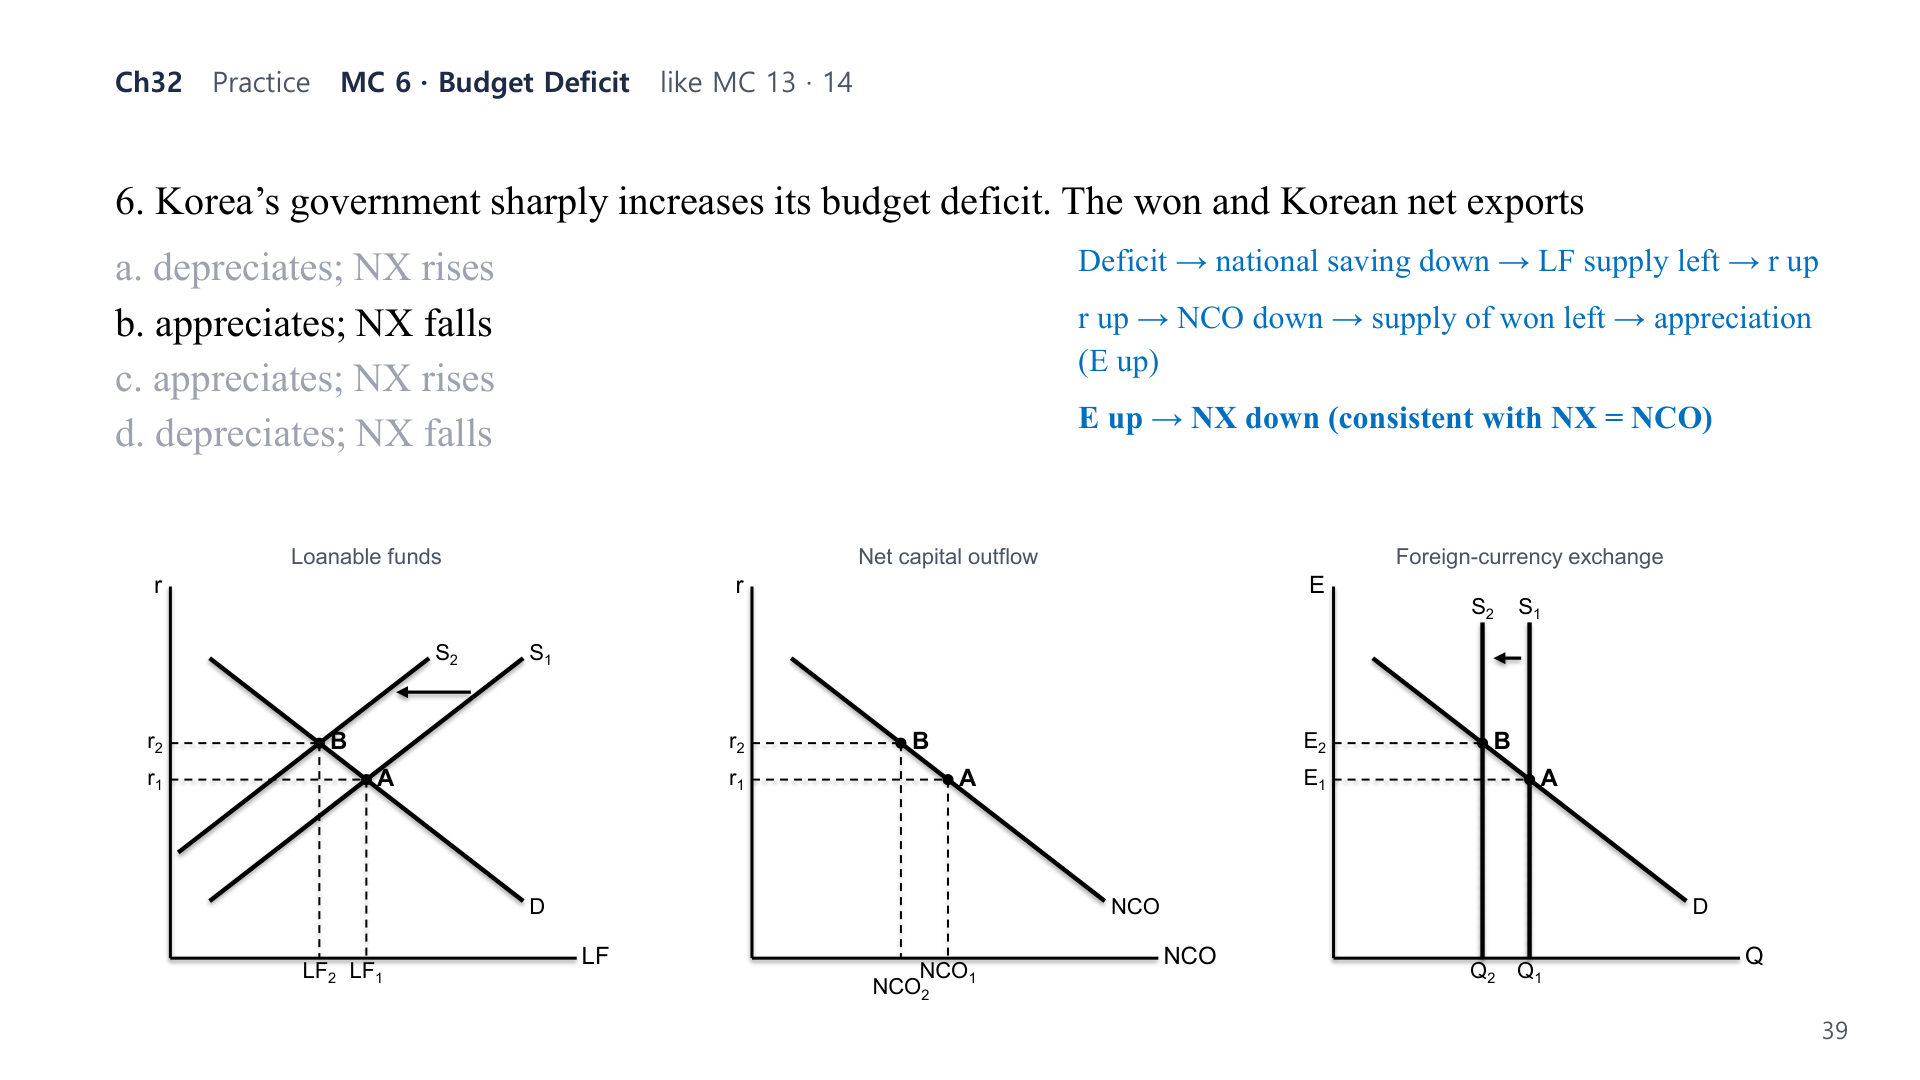 Ch32 Practice MC 6 · Budget Deficit like MC 13 · 14
6. Korea’s government sharply increases its budget deficit. The won and Korean net exports
a. depreciates; NX rises
b. appreciates; NX falls
c. appreciates; NX rises
d. depreciates; NX falls
Deficit → national saving down → LF supply left → r up
r up → NCO down → supply of won left → appreciation
(E up)
E up → NX down (consistent with NX = NCO)
Loanable funds
r
S₂
S₁
r₂
B
r₁
A
D
LF
LF₂
LF₁
Net capital outflow
r
r₂
B
r₁
A
NCO
NCO
NCO₁
NCO₂
Foreign-currency exchange
E
S₂
S₁
E₂
B
E₁
A
D
Q
Q₂
Q₁
39